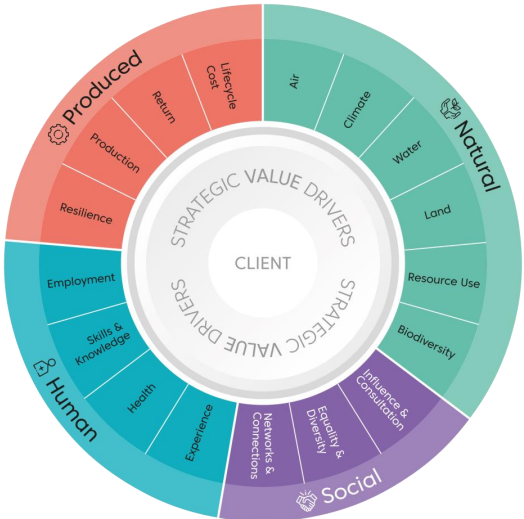 Produced
Lifecycle
Cost
Return
Production
Resilience
Natural
Air
Climate
Water
Land
Resource Use
Biodiversity
Social
Influence &
Consultation
Equality &
Diversity
Networks &
Connections
Human
Experience
Health
Skills &
Knowledge
Employment
STRATEGIC VALUE DRIVERS
CLIENT
STRATEGIC VALUE DRIVERS